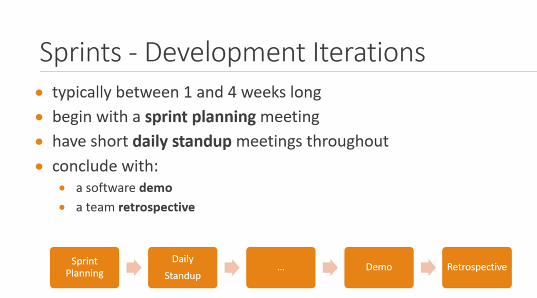 Sprints - Development Iterations
• typically between 1 and 4 weeks long
• begin with a sprint planning meeting
• have short daily standup meetings throughout
• conclude with:
• a software demo
• a team retrospective
Sprint
Planning
Daily
Standup
...
Demo
Retrospective